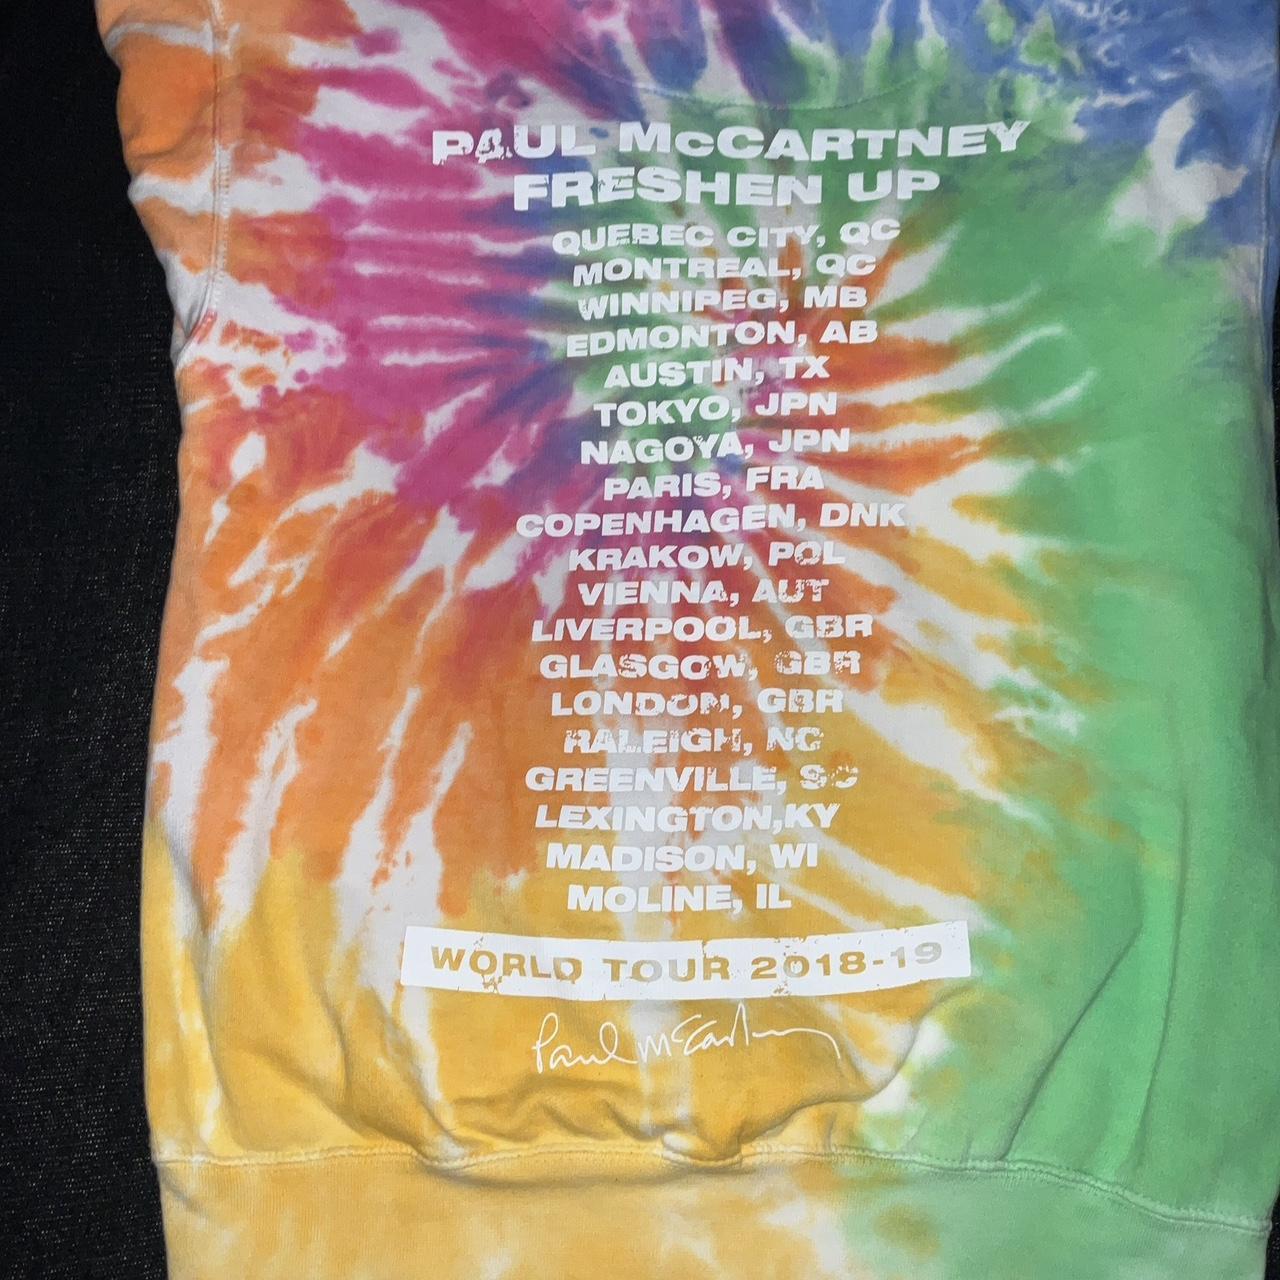 PAUL McCARTNEY
FRESHEN UP
QUEBEC CITY, QC
MONTREAL, QC
WINNIPEG, MB
EDMONTON, AB
AUSTIN, TX
TOKYO, JPN
NAGOYA, JPN
PARIS, FRA
COPENHAGEN, DNK
KRAKOW, POL
VIENNA, AUT
LIVERPOOL, GBR
GLASGOW, GBR
LONDON, GBR
RALEIGH, NC
GREENVILLE, SC
LEXINGTON,KY
MADISON, WI
MOLINE, IL
WORLD TOUR 2018-19
Paul McCartney